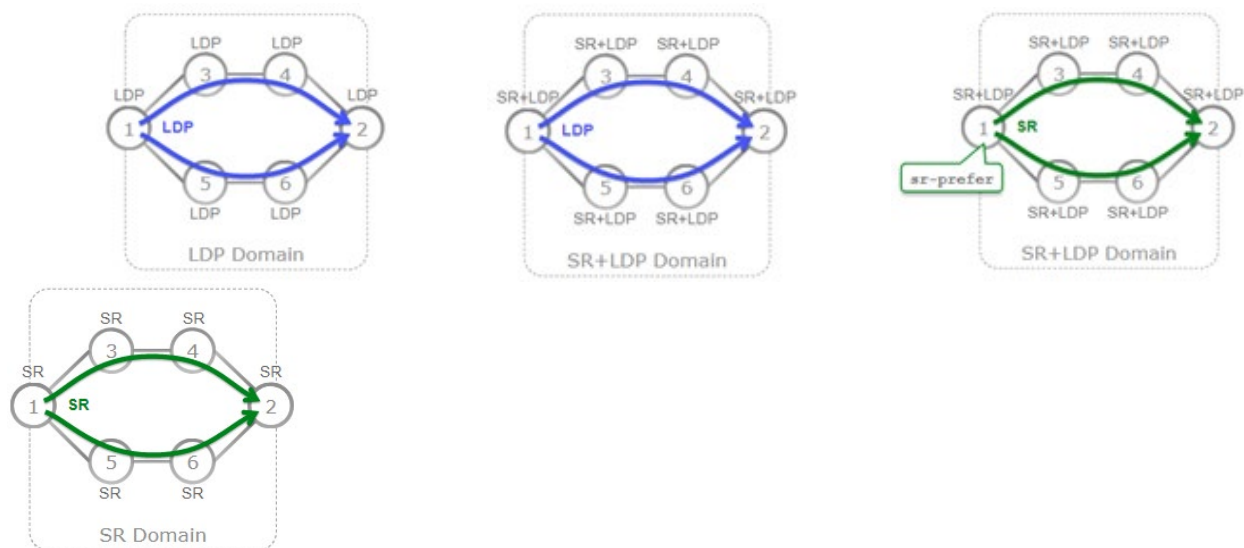 LDP LDP
3 4
LDP LDP
1 LDP 2
5 6
LDP LDP
LDP Domain
SR+LDP SR+LDP
3 4
SR+LDP SR+LDP
1 LDP 2
5 6
SR+LDP SR+LDP
SR+LDP Domain
SR+LDP SR+LDP
3 4
SR+LDP SR+LDP
1 SR 2
sr-prefer
5 6
SR+LDP SR+LDP
SR+LDP Domain
SR SR
3 4
SR SR
1 SR 2
5 6
SR SR
SR Domain